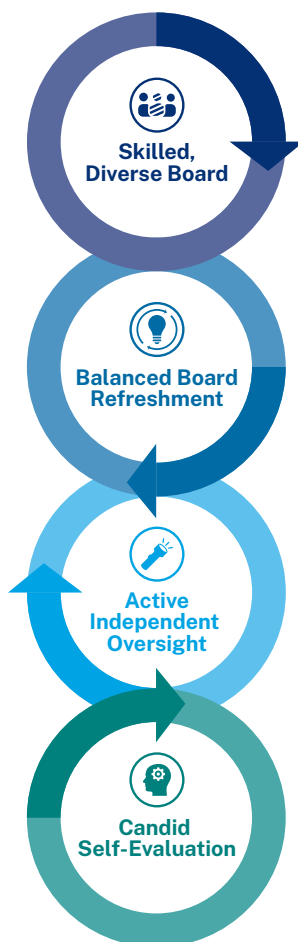 Skilled,
Diverse Board
Balanced Board
Refreshment
Active
Independent
Oversight
Candid
Self-Evaluation